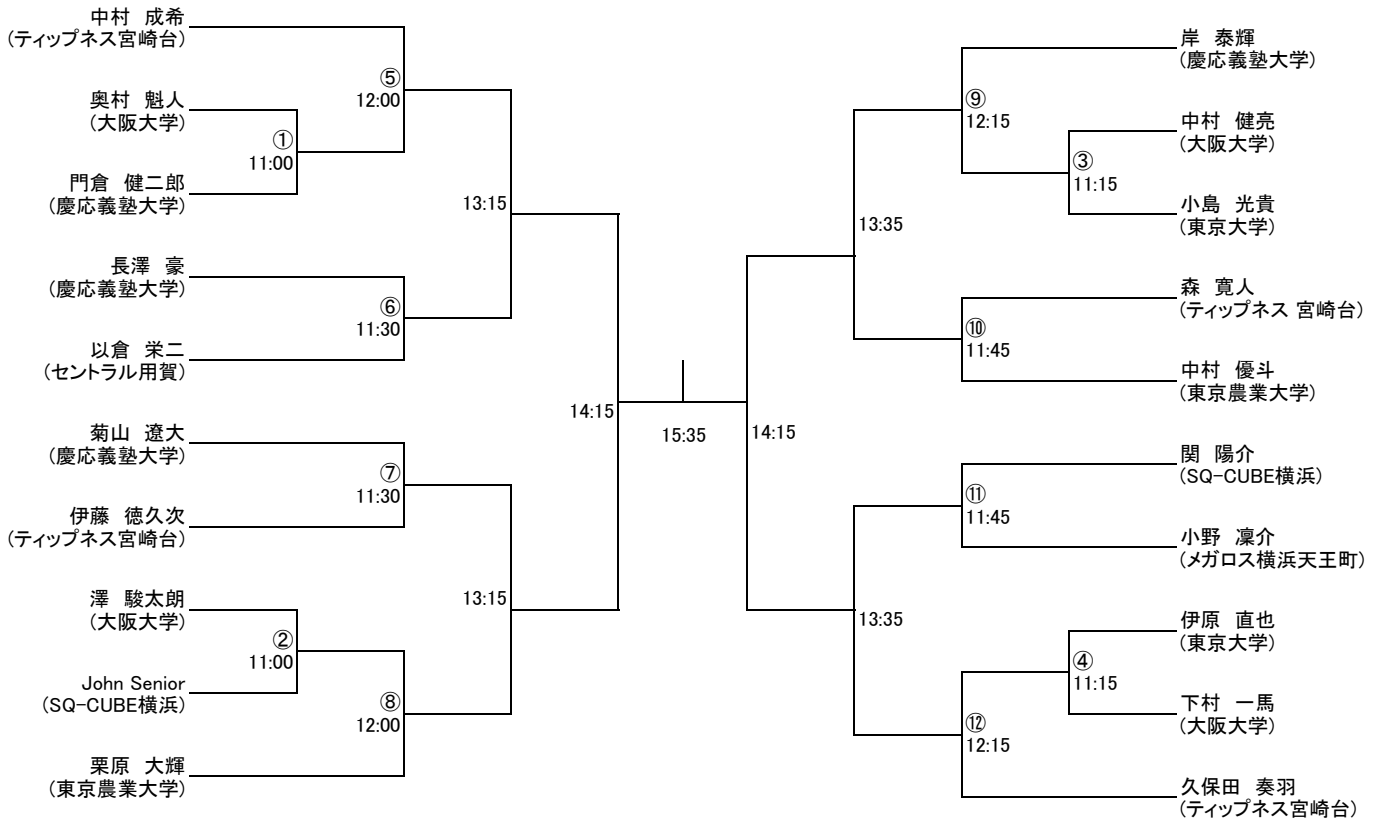 中村 成希
(ティップネス宮崎台)
⑤
12:00
奥村 魁人
(大阪大学)
①
11:00
門倉 健二郎
(慶応義塾大学)
13:15
長澤 豪
(慶応義塾大学)
⑥
11:30
以倉 栄二
(セントラル用賀)
14:15
菊山 遼大
(慶応義塾大学)
⑦
11:30
伊藤 徳久次
(ティップネス宮崎台)
13:15
澤 駿太朗
(大阪大学)
②
11:00
John Senior
(SQ-CUBE横浜)
⑧
12:00
栗原 大輝
(東京農業大学)
15:35
岸 泰輝
(慶応義塾大学)
⑨
12:15
中村 健亮
(大阪大学)
③
11:15
小島 光貴
(東京大学)
13:35
森 寛人
(ティップネス 宮崎台)
⑩
11:45
中村 優斗
(東京農業大学)
14:15
関 陽介
(SQ-CUBE横浜)
⑪
11:45
小野 凜介
(メガロス横浜天王町)
13:35
伊原 直也
(東京大学)
④
11:15
下村 一馬
(大阪大学)
⑫
12:15
久保田 奏羽
(ティップネス宮崎台)